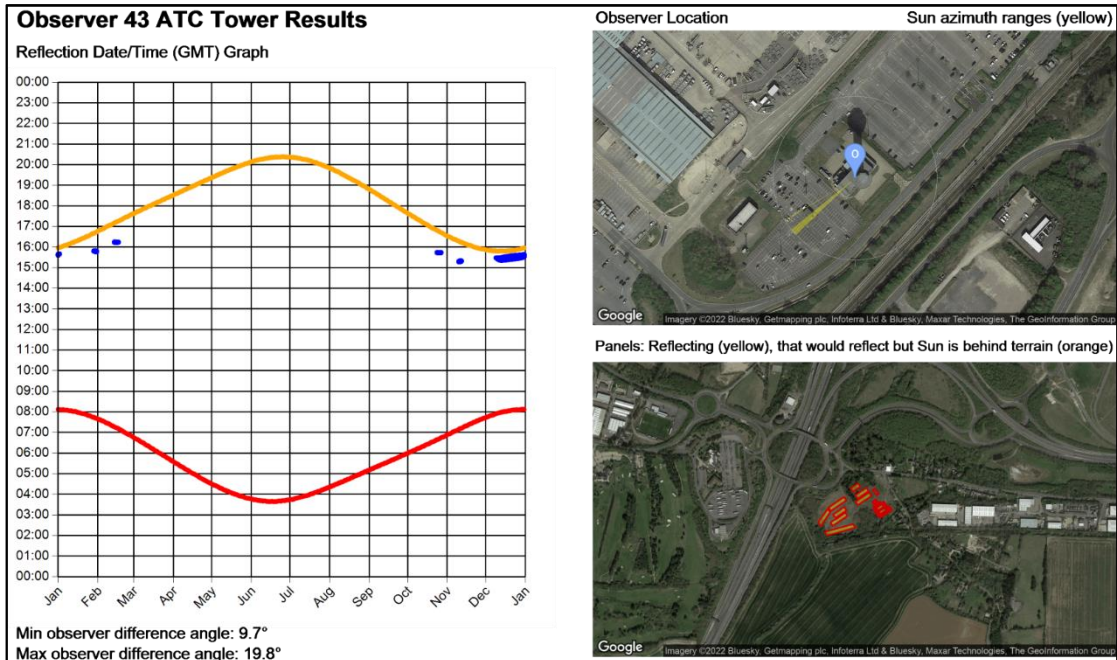 Observer 43 ATC Tower Results
Reflection Date/Time (GMT) Graph
00:00
23:00
22:00
21:00
20:00
19:00
18:00
17:00
16:00
15:00
14:00
13:00
12:00
11:00
10:00
09:00
08:00
07:00
06:00
05:00
04:00
03:00
02:00
01:00
00:00
Jan Feb Mar Apr May Jun Jul Aug Sep Oct Nov Dec Jan
Min observer difference angle: 9.7°
Max observer difference angle: 19.8°
Observer Location Sun azimuth ranges (yellow)
O
Google Imagery ©2022 Bluesky, Getmapping plc, Infoterra Ltd & Bluesky, Maxar Technologies, The GeoInformation Group
Panels: Reflecting (yellow), that would reflect but Sun is behind terrain (orange)
Google Imagery ©2022 Bluesky, Getmapping plc, Infoterra Ltd & Bluesky, Maxar Technologies, The GeoInformation Group